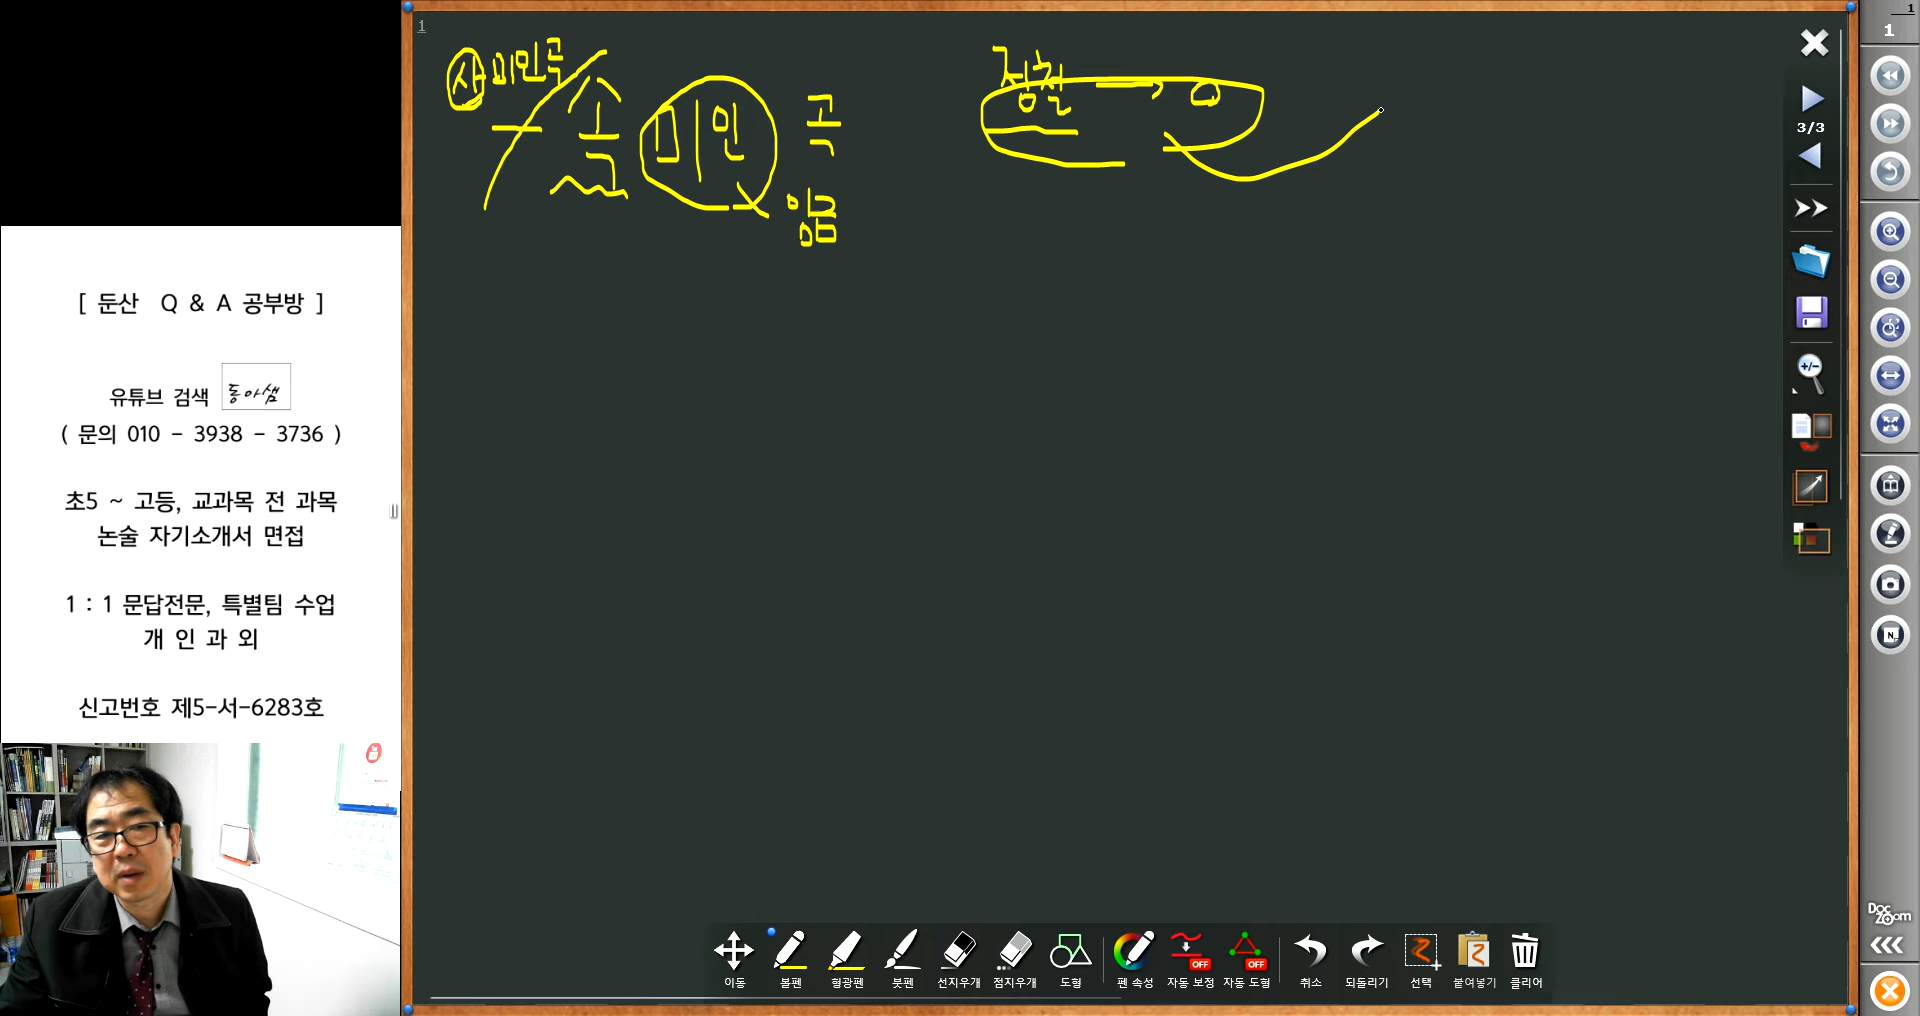 [ 둔산 Q & A 공부방 ]
유튜브 검색 동아샘
( 문의 010 - 3938 - 3736 )
초5 ~ 고등, 교과목 전 과목
논술 자기소개서 면접
1 : 1 문답전문, 특별팀 수업
개 인 과 외
신고번호 제5-서-6283호
1
사 미인곡
속 미인 곡
정철
1
1
3/3
+/-
N
Doc
Zoom
OFF OFF
이동 볼펜 형광펜 붓펜 선지우개 점지우개 도형 펜 속성 자동 보정 자동 도형 취소 되돌리기 선택 붙여넣기 클리어